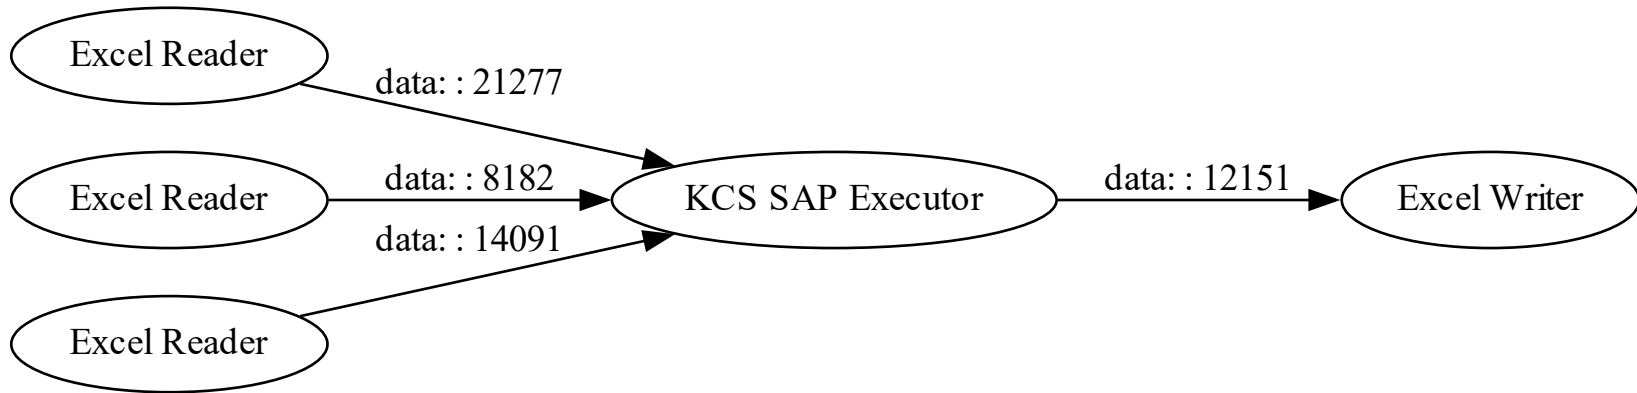 Excel Reader
data: : 21277
Excel Reader
data: : 8182
KCS SAP Executor
data: : 12151
Excel Writer
data: : 14091
Excel Reader